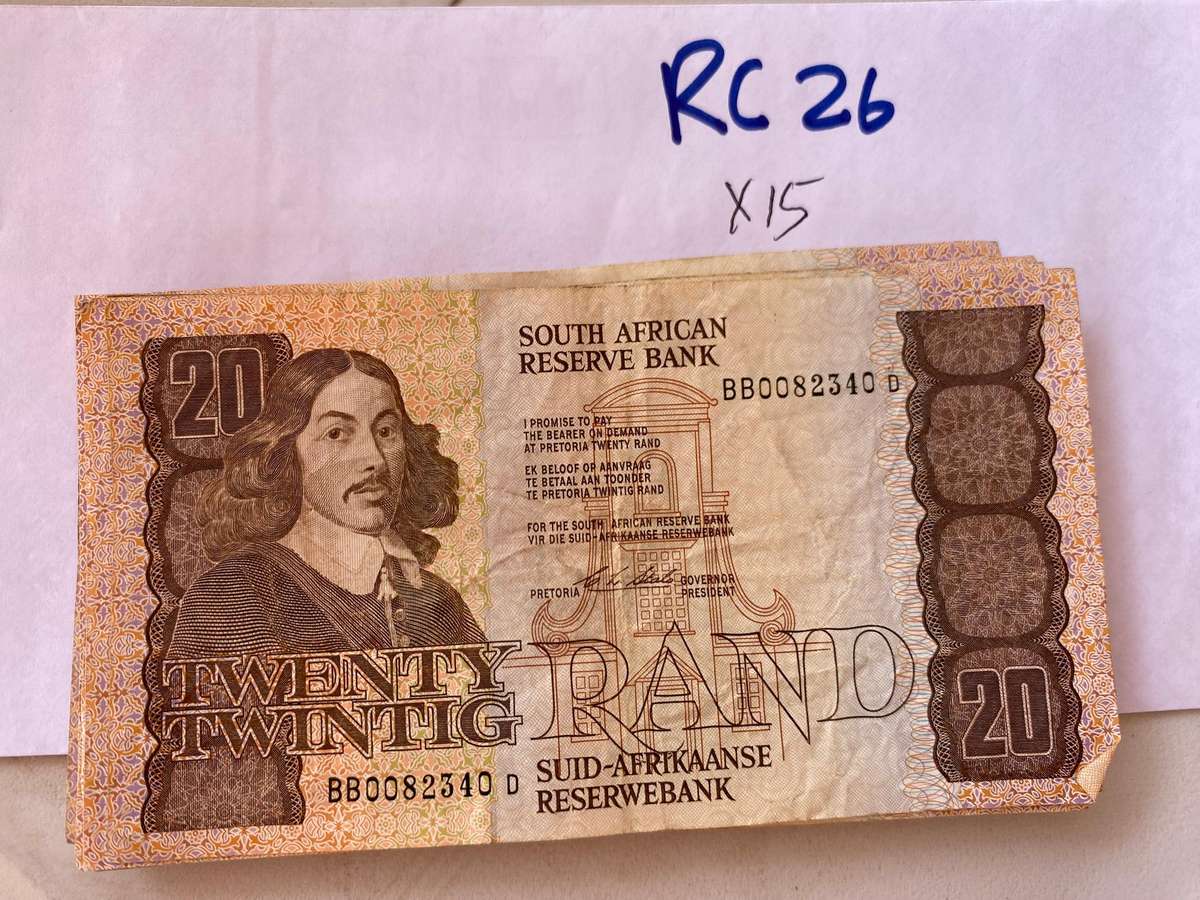 RC 26
X15
20
SOUTH AFRICAN
RESERVE BANK
BB0082340 D
I PROMISE TO PAY
THE BEARER ON DEMAND
AT PRETORIA TWENTY RAND
EK BELOOF OP AANVRAAG
TE BETAAL AAN TOONDER
TE PRETORIA TWINTIG RAND
FOR THE SOUTH AFRICAN RESERVE BANK
VIR DIE SUID-AFRIKAANSE RESERWEBANK
GOVERNOR
PRETORIA PRESIDENT
TWENTY
TWINTIG
RAND
20
SUID-AFRIKAANSE
RESERWEBANK
BB0082340 D